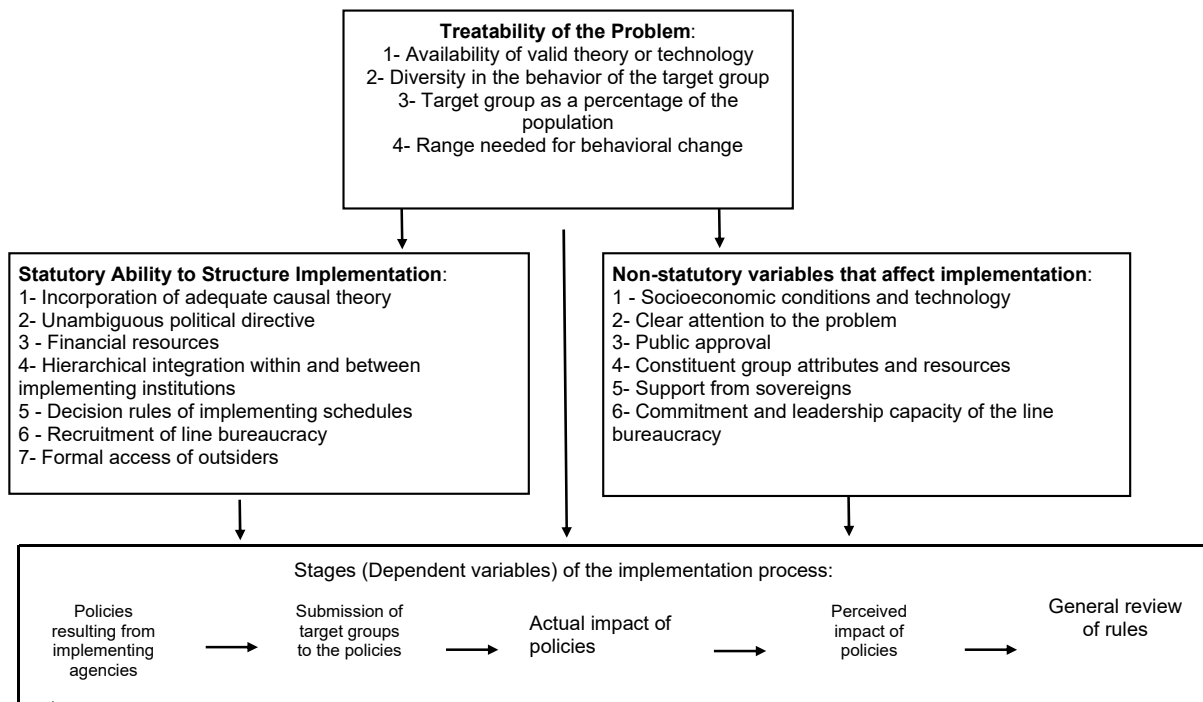 Treatability of the Problem:
1- Availability of valid theory or technology
2- Diversity in the behavior of the target group
3- Target group as a percentage of the
population
4- Range needed for behavioral change
Statutory Ability to Structure Implementation:
1- Incorporation of adequate causal theory
2- Unambiguous political directive
3 - Financial resources
4- Hierarchical integration within and between
implementing institutions
5 - Decision rules of implementing schedules
6 - Recruitment of line bureaucracy
7- Formal access of outsiders
Non-statutory variables that affect implementation:
1 - Socioeconomic conditions and technology
2- Clear attention to the problem
3- Public approval
4- Constituent group attributes and resources
5- Support from sovereigns
6- Commitment and leadership capacity of the line
bureaucracy
Stages (Dependent variables) of the implementation process:
Policies
resulting from
implementing
agencies
Submission of
target groups
to the policies
Actual impact of
policies
Perceived
impact of
policies
General review
of rules